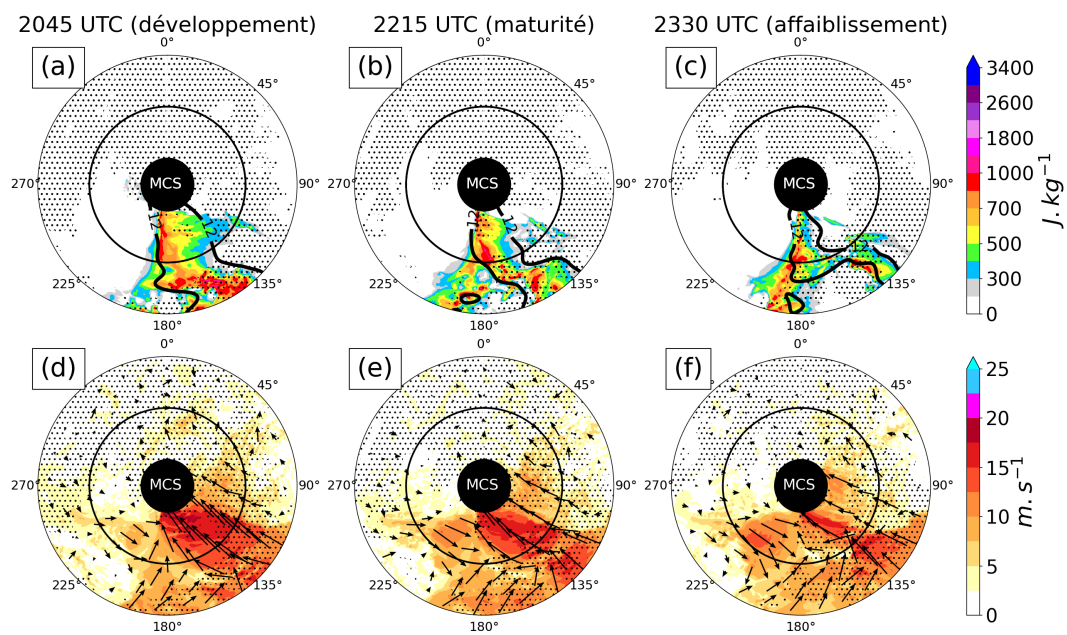 2045 UTC (développement) 2215 UTC (maturité) 2330 UTC (affaiblissement)
(a) 0° 45° (b) 0° 45° (c) 0° 45° 3400
2600
1800
270° MCS 90° 270° MCS 90° 270° MCS 90° 1000 J.kg⁻¹
12 12 12 12 12 12 700
500
225° 135° 225° 135° 225° 135° 300
180° 180° 180° 0
(d) 0° 45° (e) 0° 45° (f) 0° 45° 25
20
270° MCS 90° 270° MCS 90° 270° MCS 90° 15 m.s⁻¹
10
225° 135° 225° 135° 225° 135° 5
180° 180° 180° 0